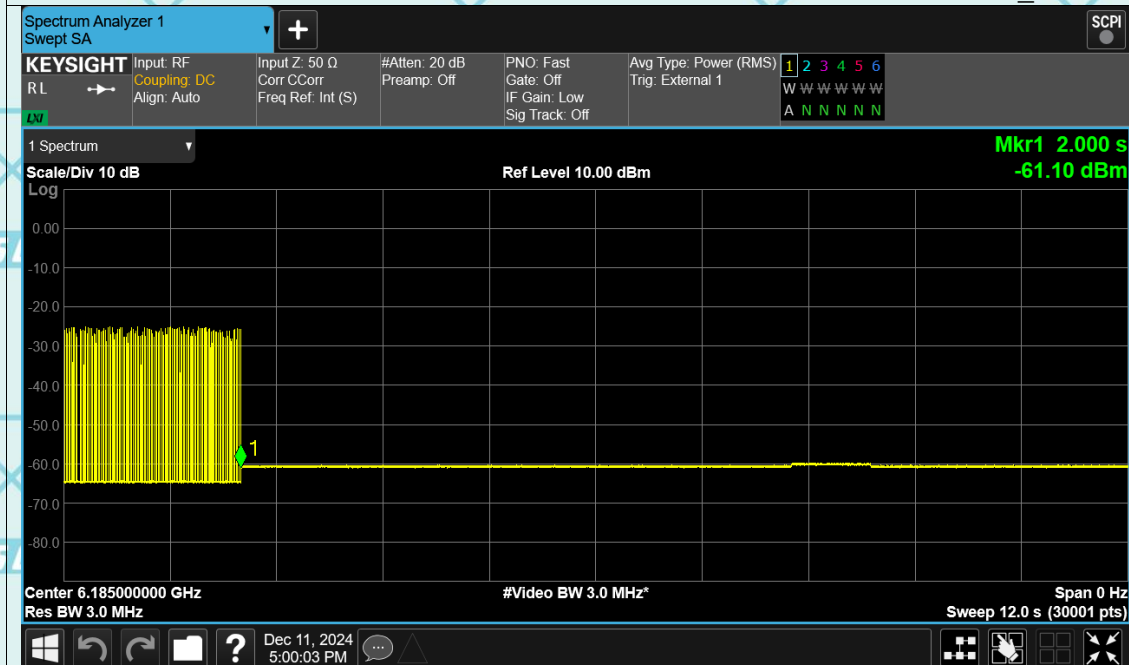 Spectrum Analyzer 1
Swept SA
+
SCPI
KEYSIGHT
RL
LXI
Input: RF
Coupling: DC
Align: Auto
Input Z: 50 Ω
Corr CCorr
Freq Ref: Int (S)
#Atten: 20 dB
Preamp: Off
PNO: Fast
Gate: Off
IF Gain: Low
Sig Track: Off
Avg Type: Power (RMS)
Trig: External 1
1 2 3 4 5 6
W W W W W W
A N N N N N
1 Spectrum
Mkr1 2.000 s
-61.10 dBm
Scale/Div 10 dB
Ref Level 10.00 dBm
Log
0.00
-10.0
-20.0
-30.0
-40.0
-50.0
1
-60.0
-70.0
-80.0
Center 6.185000000 GHz
#Video BW 3.0 MHz*
Span 0 Hz
Res BW 3.0 MHz
Sweep 12.0 s (30001 pts)
?
Dec 11, 2024
5:00:03 PM